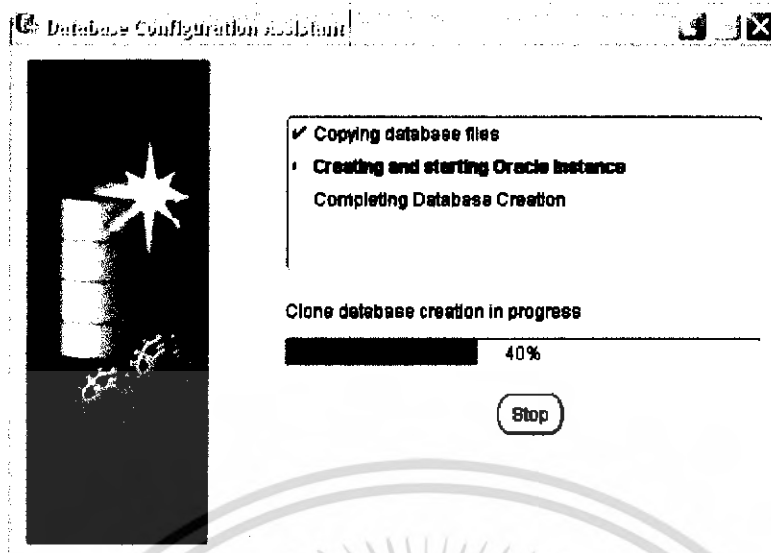 Database Configuration Assistant
✔ Copying database files
Creating and starting Oracle Instance
Completing Database Creation
Clone database creation in progress
40%
Stop